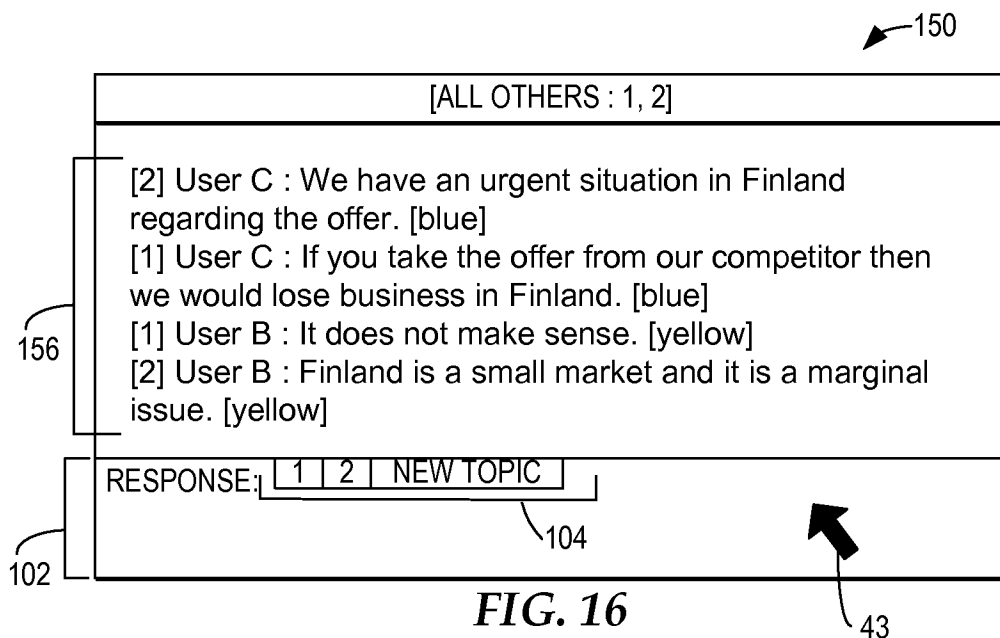 150
[ALL OTHERS : 1, 2]
[2] User C : We have an urgent situation in Finland
regarding the offer. [blue]
[1] User C : If you take the offer from our competitor then
we would lose business in Finland. [blue]
[1] User B : It does not make sense. [yellow]
[2] User B : Finland is a small market and it is a marginal
issue. [yellow]
156
RESPONSE: 1 2 NEW TOPIC
104
102
43
FIG. 16